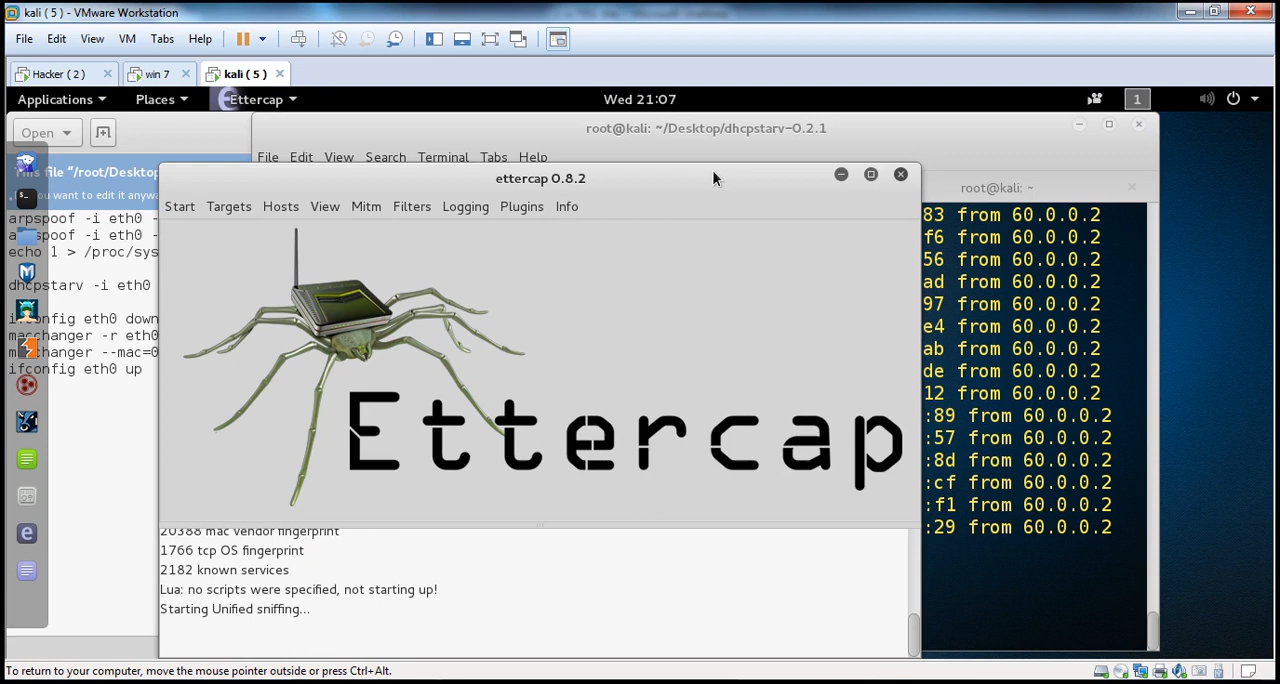 kali ( 5 ) - VMware Workstation
File Edit View VM Tabs Help
Hacker ( 2 ) win 7 kali ( 5 )
Applications Places Ettercap Wed 21:07 1
Open
root@kali: ~/Desktop/dhcpstarv-0.2.1
File Edit View Search Terminal Tabs Help
file "/root/Desktop
want to edit it anywa
root@kali: ~
ettercap 0.8.2
Start Targets Hosts View Mitm Filters Logging Plugins Info
arpspoof -i eth0 -
spoof -i eth0 -
echo 1 > /proc/sys
dhcpstarv -i eth0
ifconfig eth0 down
macchanger -r eth0
macchanger --mac=0
ifconfig eth0 up
83 from 60.0.0.2
f6 from 60.0.0.2
56 from 60.0.0.2
ad from 60.0.0.2
97 from 60.0.0.2
e4 from 60.0.0.2
ab from 60.0.0.2
de from 60.0.0.2
12 from 60.0.0.2
:89 from 60.0.0.2
:57 from 60.0.0.2
:8d from 60.0.0.2
:cf from 60.0.0.2
:f1 from 60.0.0.2
:29 from 60.0.0.2
Ettercap
20388 mac vendor fingerprint
1766 tcp OS fingerprint
2182 known services
Lua: no scripts were specified, not starting up!
Starting Unified sniffing...
To return to your computer, move the mouse pointer outside or press Ctrl+Alt.